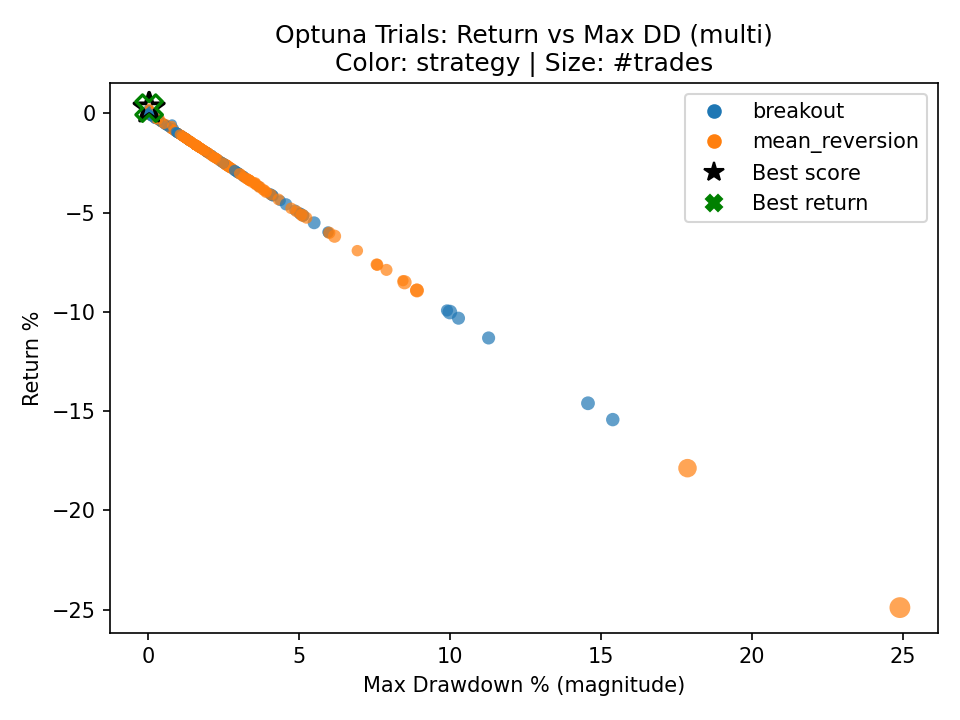 Optuna Trials: Return vs Max DD (multi)
Color: strategy | Size: #trades
breakout
mean_reversion
Best score
Best return
Return %
0
−5
−10
−15
−20
−25
0
5
10
15
20
25
Max Drawdown % (magnitude)